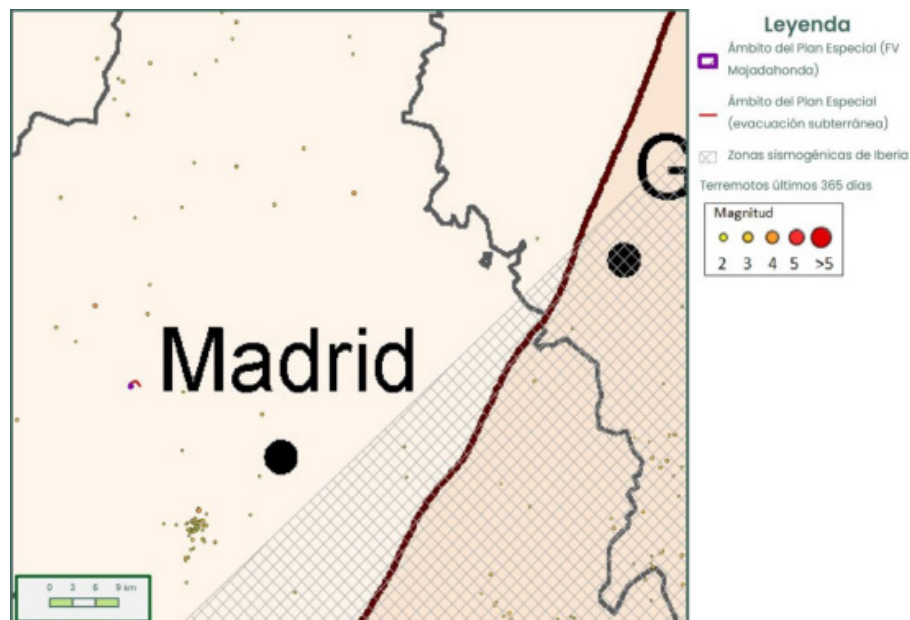 Leyenda
Ámbito del Plan Especial (FV
Majadahonda)
Ámbito del Plan Especial
(evacuación subterránea)
Zonas sismogénicas de Iberia
Terremotos últimos 365 días
Magnitud
2 3 4 5 >5
G
Madrid
0 3 6 9 km